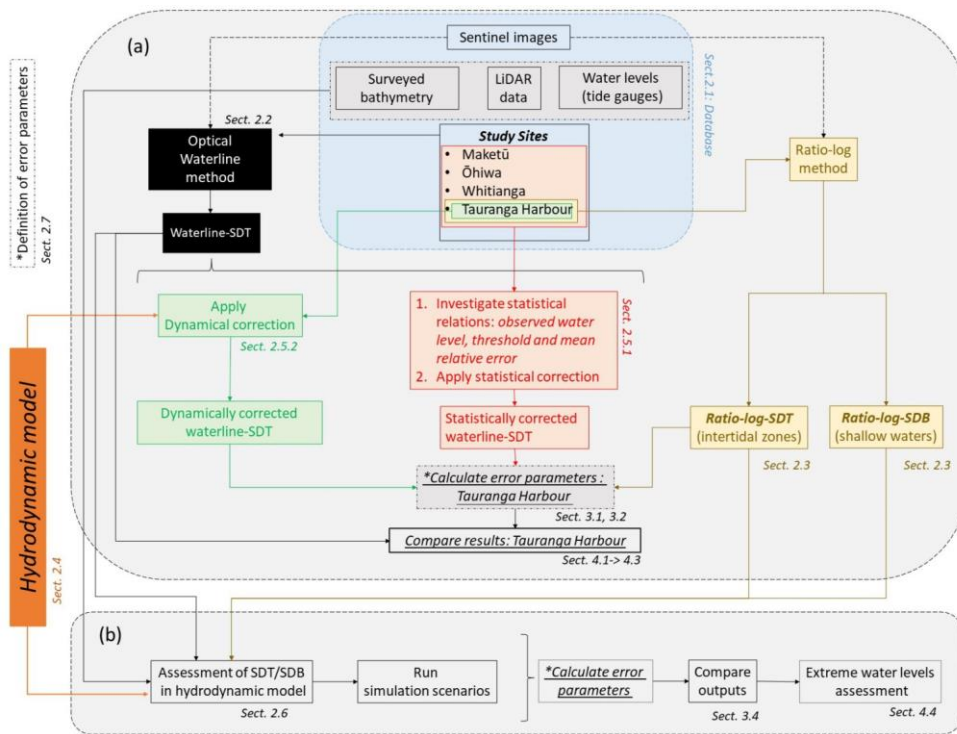 (a)
Sentinel images
Surveyed
bathymetry
LiDAR
data
Water levels
(tide gauges)
Sect.2.1: Database
*Definition of error parameters
Sect. 2.7
Sect. 2.2
Optical
Waterline
method
Study Sites
• Maketū
• Ōhiwa
• Whitianga
• Tauranga Harbour
Ratio-log
method
Waterline-SDT
Apply
Dynamical correction
Sect. 2.5.2
1. Investigate statistical
relations: observed water
level, threshold and mean
relative error
2. Apply statistical correction
Sect. 2.5.1
Hydrodynamic model
Sect. 2.4
Dynamically corrected
waterline-SDT
Statistically corrected
waterline-SDT
Ratio-log-SDT
(intertidal zones)
Sect. 2.3
Ratio-log-SDB
(shallow waters)
Sect. 2.3
*Calculate error parameters :
Tauranga Harbour
Sect. 3.1, 3.2
Compare results: Tauranga Harbour
Sect. 4.1-> 4.3
(b)
Assessment of SDT/SDB
in hydrodynamic model
Sect. 2.6
Run
simulation scenarios
*Calculate error
parameters
Compare
outputs
Sect. 3.4
Extreme water levels
assessment
Sect. 4.4